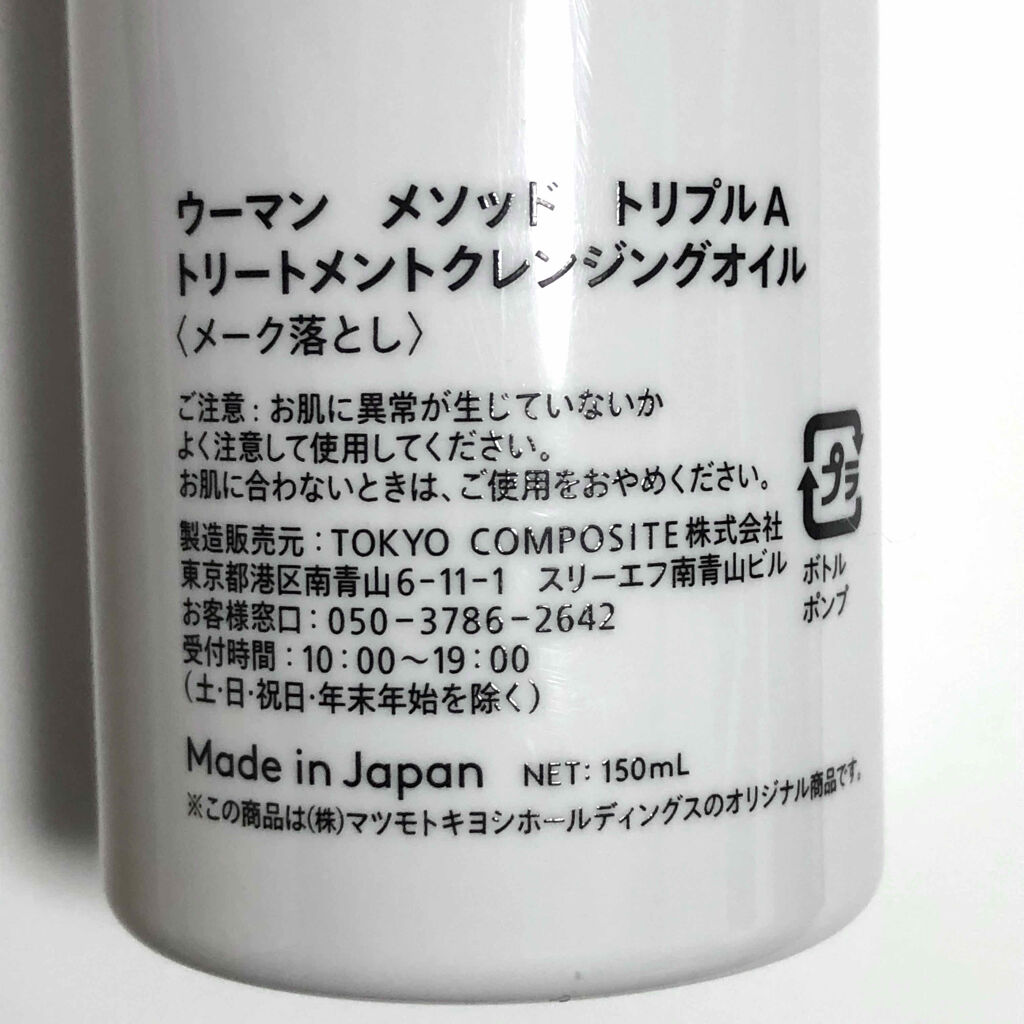 ウーマン　メソッド　トリプルA
トリートメントクレンジングオイル
〈メーク落とし〉
ご注意：お肌に異常が生じていないか
よく注意して使用してください。
お肌に合わないときは、ご使用をおやめください。
製造販売元：TOKYO COMPOSITE株式会社
東京都港区南青山6-11-1　スリーエフ南青山ビル
お客様窓口：050-3786-2642
受付時間：10：00～19：00
（土・日・祝日・年末年始を除く）
プラ
ボトル
ポンプ
Made in Japan　NET：150mL
※この商品は(株)マツモトキヨシホールディングスのオリジナル商品です。